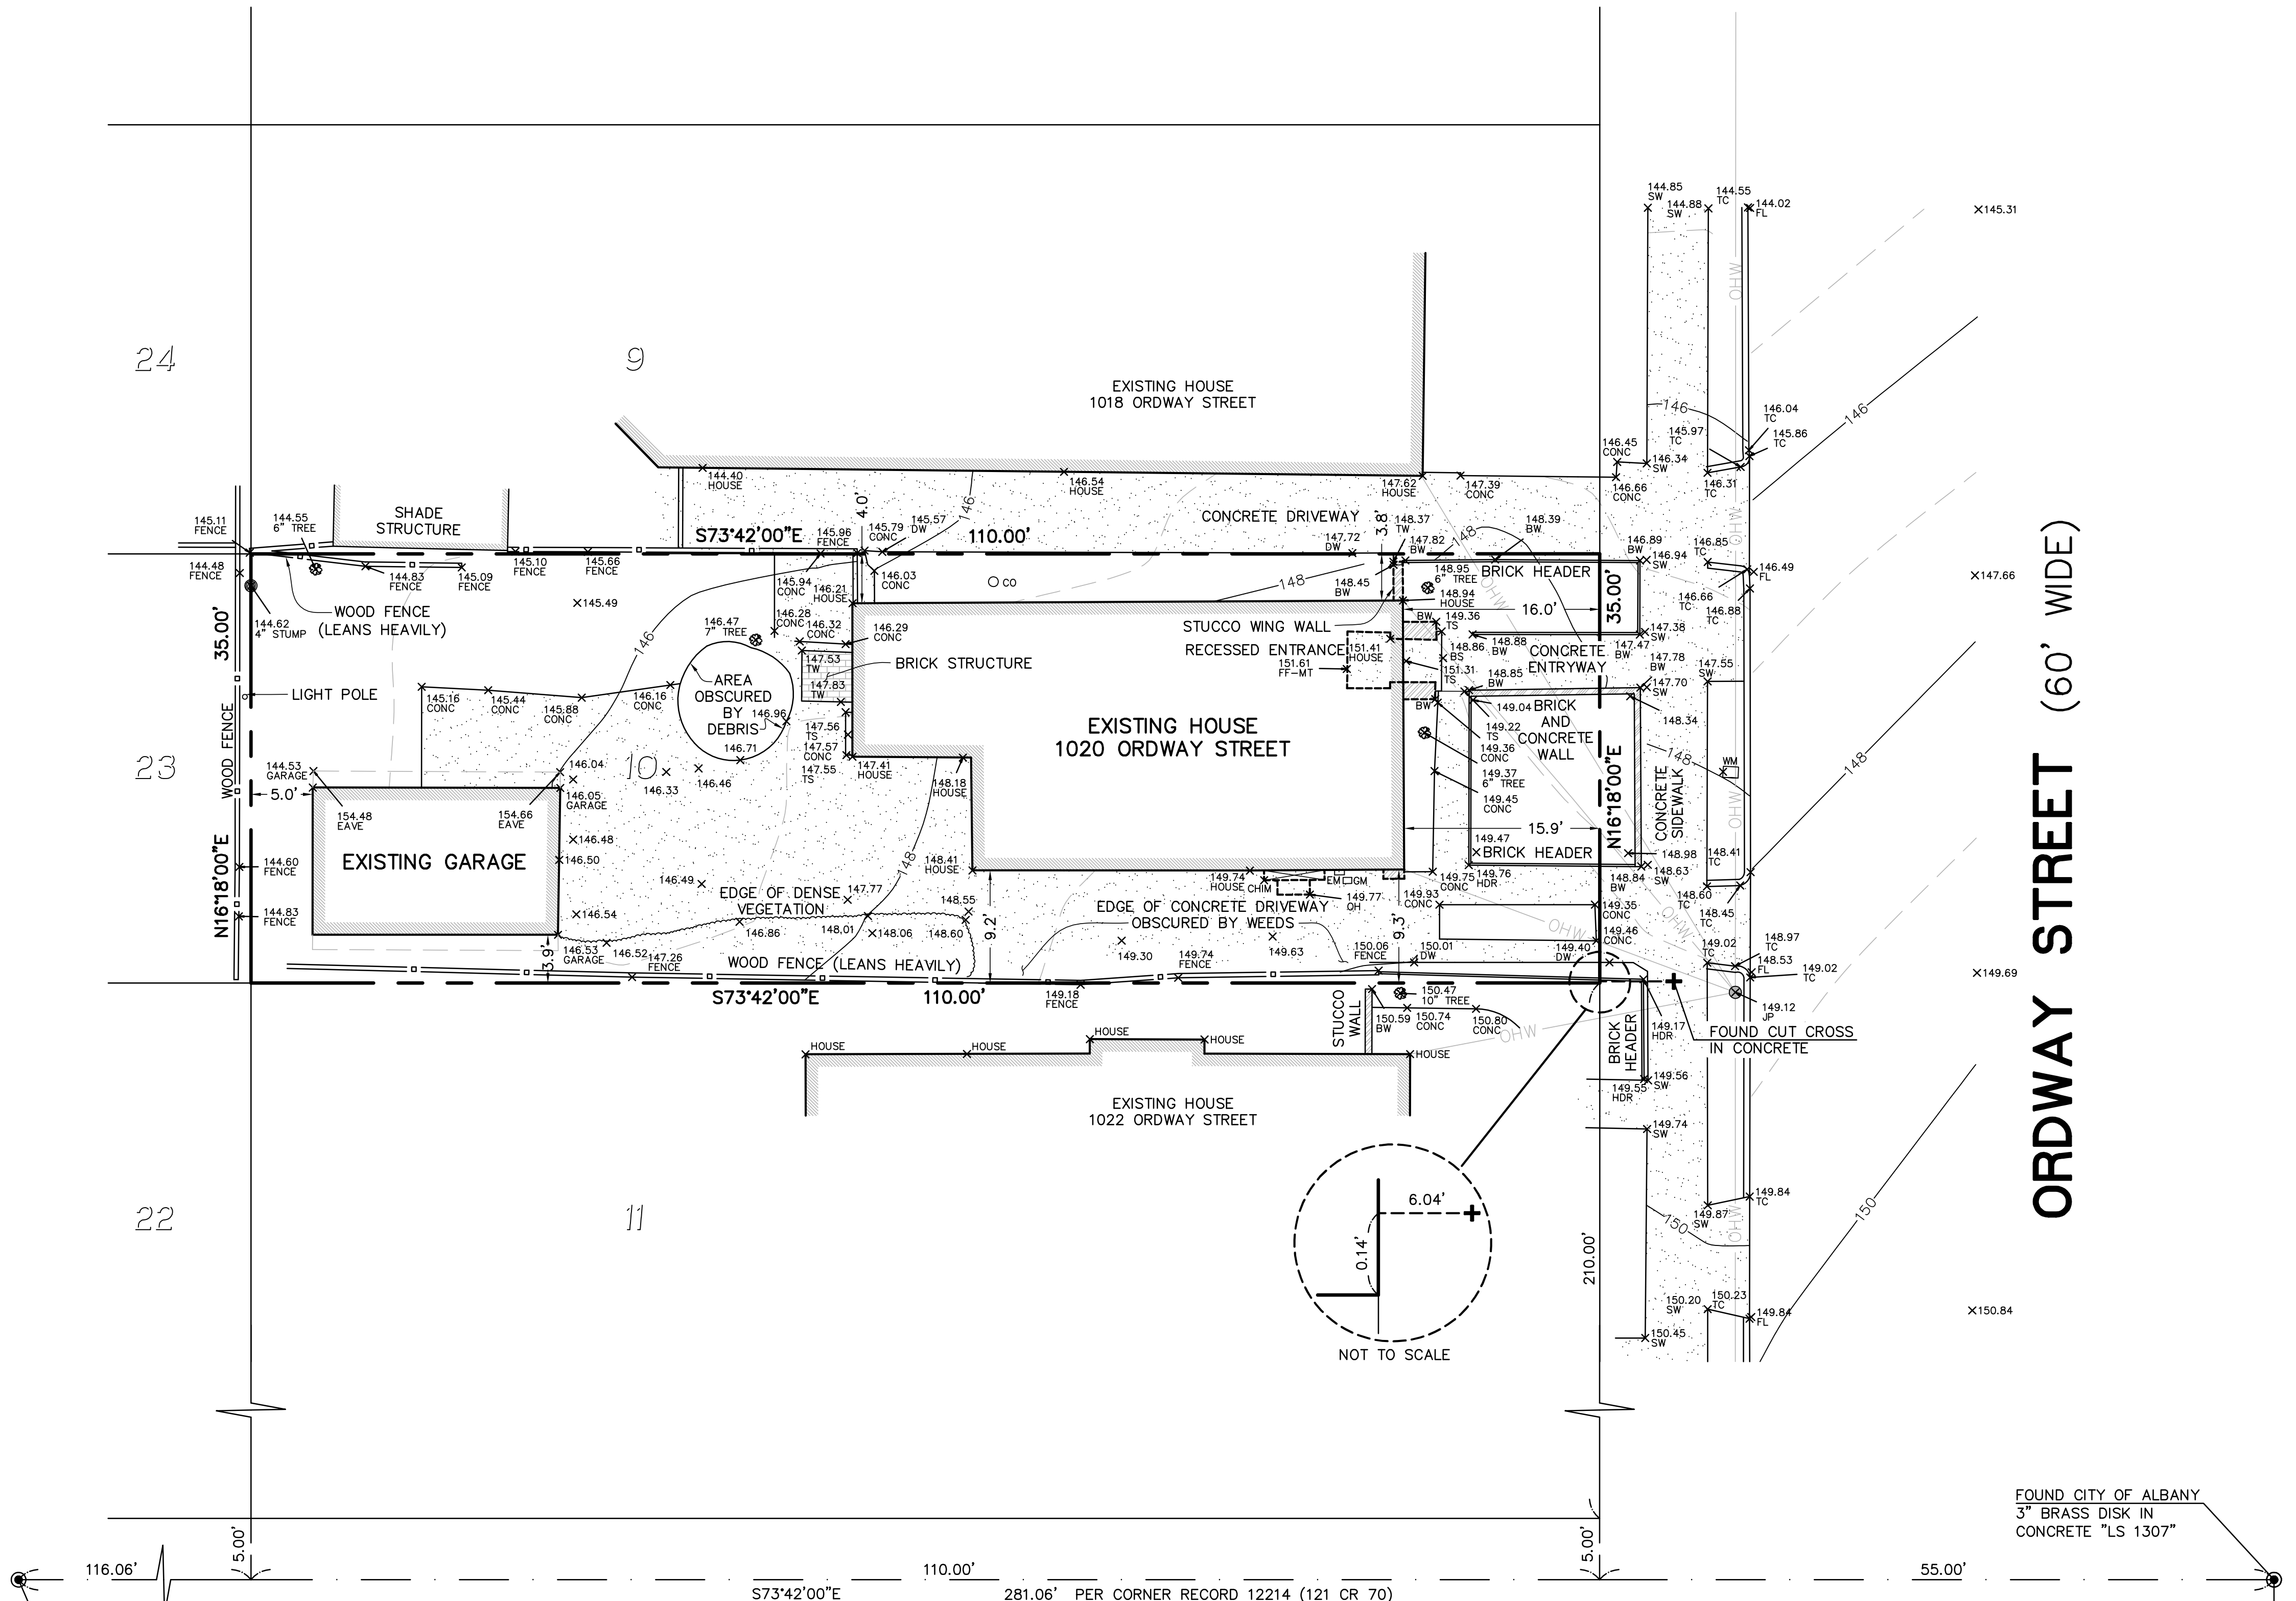 24
9
EXISTING HOUSE
1018 ORDWAY STREET
144.85
SW
144.88
SW
144.55
TC
144.02
FL
145.31
OHW
146
146.04
TC
145.97
TC
145.86
TC
146
146.45
CONC
146.34
SW
146.31
TC
146.66
CONC
144.40
HOUSE
146.54
HOUSE
147.62
HOUSE
147.39
CONC
SHADE
STRUCTURE
145.11
FENCE
144.55
6" TREE
4.0'
146
CONCRETE DRIVEWAY
3.8'
148.37
TW
148.39
BW
S73°42'00"E
110.00'
145.96
FENCE
145.79
CONC
145.57
DW
147.72
DW
147.82
BW
148
146.89
BW
146.94
SW
146.85
TC
146.49
FL
OHW
147.66
144.48
FENCE
144.83
FENCE
145.09
FENCE
145.10
FENCE
145.66
FENCE
145.94
CONC
146.21
HOUSE
146.03
CONC
CO
148
148.45
BW
148.95
6" TREE
BRICK HEADER
146.66
TC
146.88
TC
WOOD FENCE
(LEANS HEAVILY)
145.49
144.62
4" STUMP
35.00'
146
146.47
7" TREE
146.28
CONC
146.32
CONC
146.29
CONC
STUCCO WING WALL
148.94
HOUSE
16.0'
35.00'
OHW
BW
149.36
TS
147.38
SW
147.47
BW
RECESSED ENTRANCE
151.41
HOUSE
151.61
FF-MT
148.86
BS
148.88
BW
151.31
TS
CONCRETE
ENTRYWAY
147.78
BW
147.70
SW
147.55
SW
147.53
TW
147.83
TW
BRICK STRUCTURE
LIGHT POLE
AREA
OBSCURED
BY
DEBRIS
146.96
146.71
145.16
CONC
145.44
CONC
145.88
CONC
146.16
CONC
147.56
TS
147.57
CONC
147.55
TS
147.41
HOUSE
148.18
HOUSE
EXISTING HOUSE
1020 ORDWAY STREET
148.85
BW
BW
149.04
149.22
TS
149.36
CONC
149.37
6" TREE
149.45
CONC
BRICK
AND
CONCRETE
WALL
148.34
N16°18'00"E
CONCRETE
SIDEWALK
148
WM
OHW
148
23
WOOD FENCE
10
144.53
GARAGE
5.0'
154.48
EAVE
154.66
EAVE
146.04
146.05
GARAGE
146.33
146.46
146.48
146.50
EXISTING GARAGE
144.60
FENCE
144.83
FENCE
N16°18'00"E
146.49
146.54
EDGE OF DENSE
VEGETATION
147.77
148
148.41
HOUSE
148.55
148.60
148.01
148.06
146.86
146.53
GARAGE
146.52
3.9'
147.26
FENCE
WOOD FENCE (LEANS HEAVILY)
9.2'
15.9'
149.47
BRICK HEADER
148.98
148.41
TC
149.74
HOUSE
CHIM
EM
GM
149.77
OH
149.75
CONC
149.76
HDR
148.84
BW
148.63
SW
148.60
TC
148.45
TC
EDGE OF CONCRETE DRIVEWAY
OBSCURED BY WEEDS
149.93
CONC
9.3'
149.35
CONC
149.46
CONC
OHW
OHW
149.30
149.63
149.74
FENCE
150.06
FENCE
150.01
DW
149.40
DW
149.02
TC
148.97
TC
148.53
FL
149.02
TC
149.69
S73°42'00"E
110.00'
149.18
FENCE
STUCCO
WALL
150.47
10" TREE
150.59
BW
150.74
CONC
150.80
CONC
OHW
149.12
JP
149.17
HDR
FOUND CUT CROSS
IN CONCRETE
BRICK
HEADER
HOUSE
HOUSE
HOUSE
HOUSE
HOUSE
149.55
HDR
149.56
SW
149.74
SW
EXISTING HOUSE
1022 ORDWAY STREET
ORDWAY STREET (60' WIDE)
22
11
6.04'
0.14'
NOT TO SCALE
210.00'
149.84
TC
149.87
SW
150
OHW
150
150.20
SW
150.23
TC
149.84
FL
150.84
150.45
SW
FOUND CITY OF ALBANY
3" BRASS DISK IN
CONCRETE "LS 1307"
116.06'
5.00'
110.00'
5.00'
55.00'
S73°42'00"E
281.06' PER CORNER RECORD 12214 (121 CR 70)